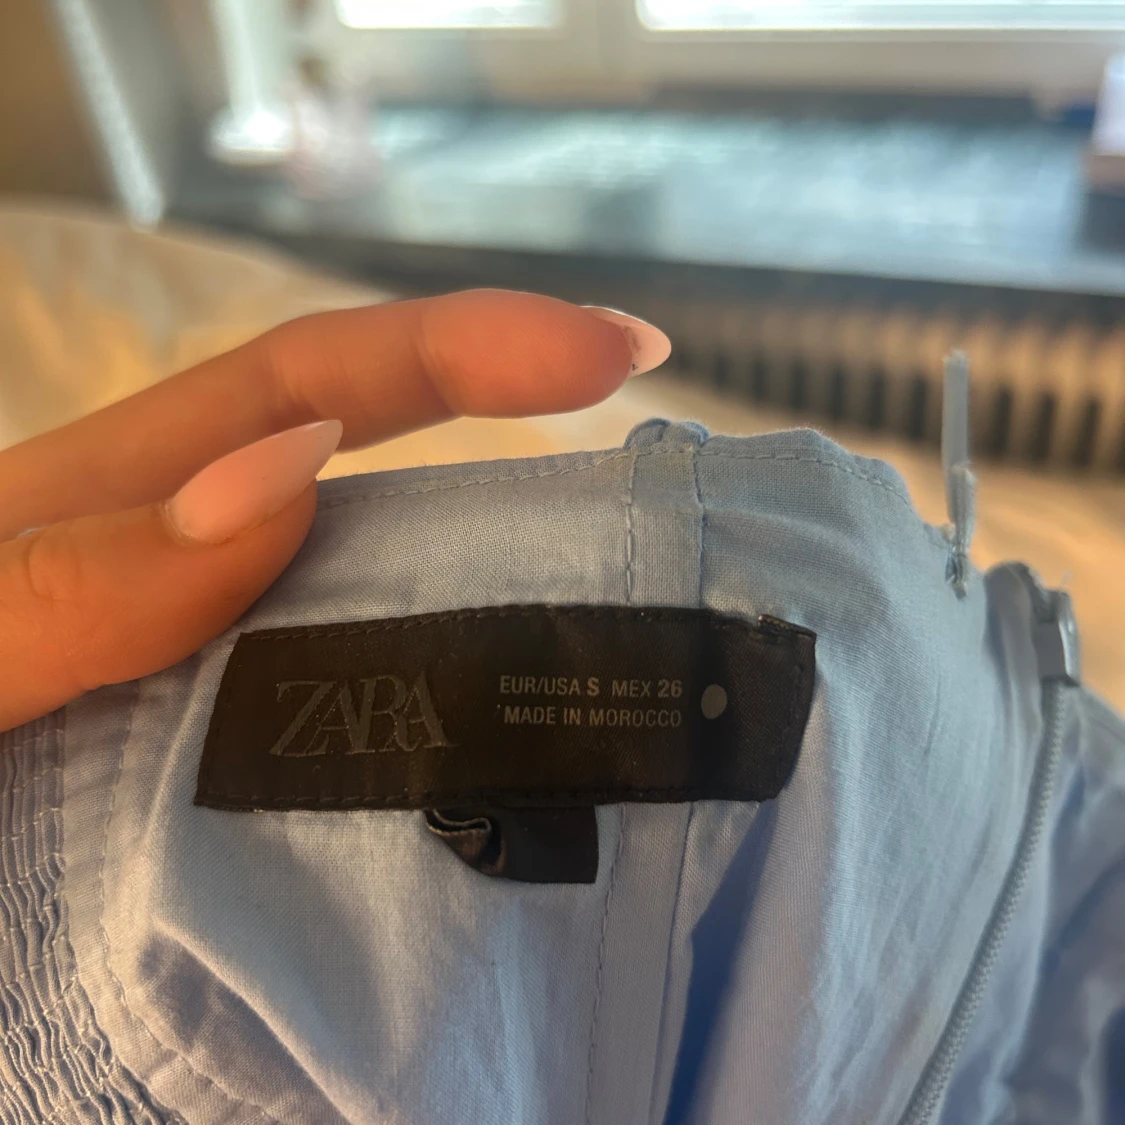 ZARA
EUR/USA S MEX 26
MADE IN MOROCCO